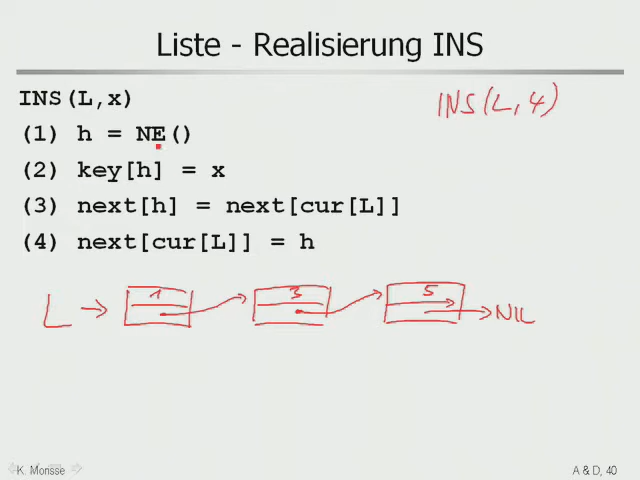 Liste - Realisierung INS
INS(L,x)
INS(L,4)
(1) h = NE()
(2) key[h] = x
(3) next[h] = next[cur[L]]
(4) next[cur[L]] = h
L 1 3 5 NIL
K. Morisse
A & D, 40